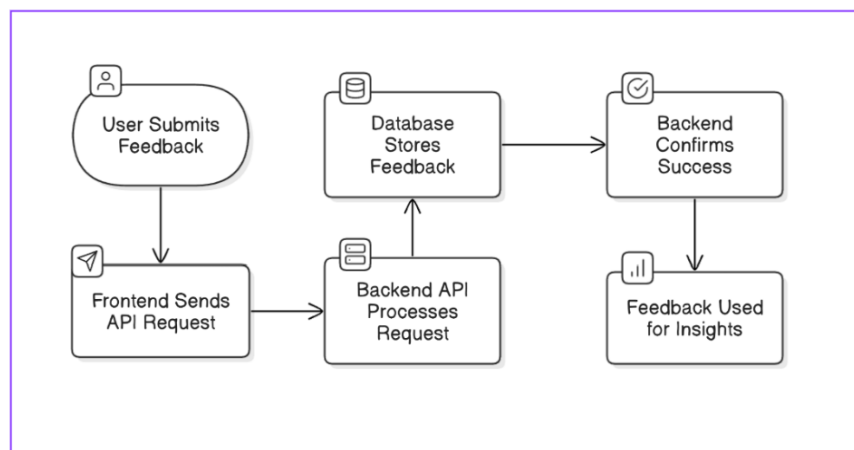 User Submits
Feedback
Frontend Sends
API Request
Backend API
Processes
Request
Database
Stores
Feedback
Backend
Confirms
Success
Feedback Used
for Insights